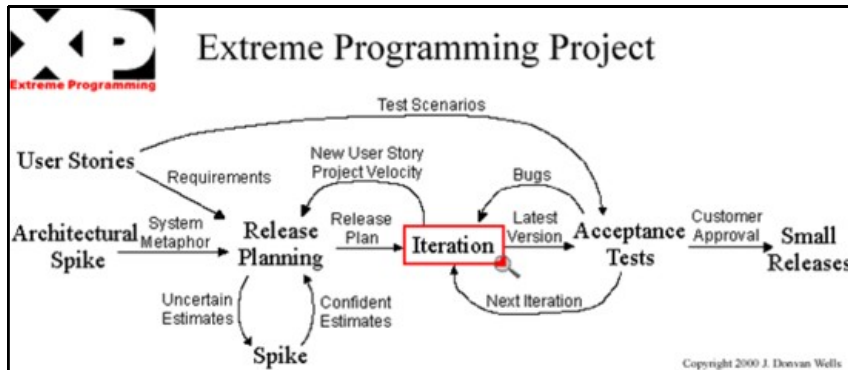 XP
Extreme Programming
Extreme Programming Project
Test Scenarios
User Stories
Requirements
New User Story
Project Velocity
Bugs
Architectural
Spike
System
Metaphor
Release
Planning
Release
Plan
Iteration
Latest
Version
Acceptance
Tests
Customer
Approval
Small
Releases
Uncertain
Estimates
Confident
Estimates
Next Iteration
Spike
Copyright 2000 J. Donvan Wells